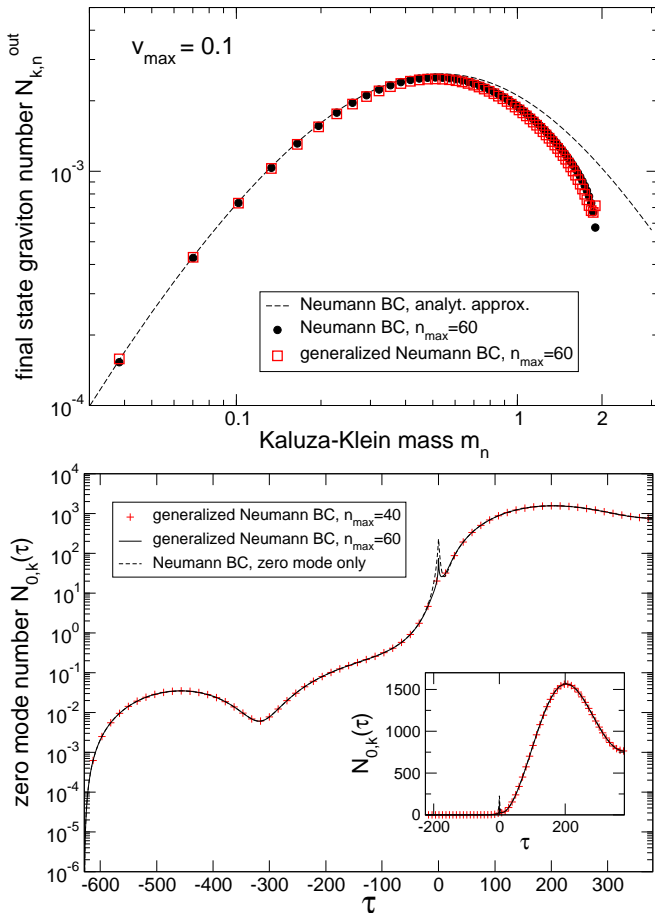 v_max = 0.1
final state graviton number N_k,n^out
10^-3
10^-4
Neumann BC, analyt. approx.
Neumann BC, n_max=60
generalized Neumann BC, n_max=60
0.1 1 2
Kaluza-Klein mass m_n
zero mode number N_0,k(τ)
10^4
10^3
10^2
10^1
10^0
10^-1
10^-2
10^-3
10^-4
10^-5
10^-6
generalized Neumann BC, n_max=40
generalized Neumann BC, n_max=60
Neumann BC, zero mode only
N_0,k(τ)
1500
1250
750
500
250
0
-200 0 200
τ
-600 -500 -400 -300 -200 -100 0 100 200 300
τ